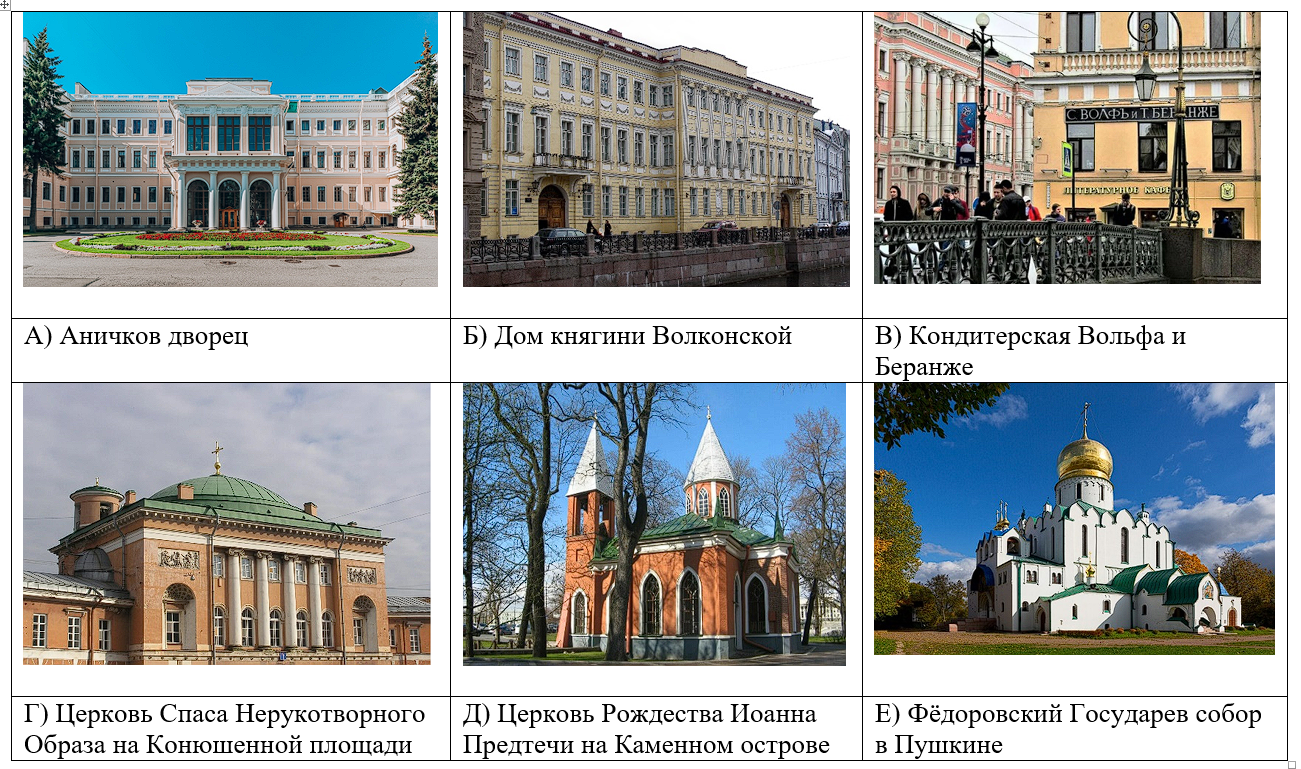 С. ВОЛЬФЪ и Т. БЕРАНЖЕ
ЛИТЕРАТУРНОЕ КАФЕ
А) Аничков дворец
Б) Дом княгини Волконской
В) Кондитерская Вольфа и
Беранже
Г) Церковь Спаса Нерукотворного
Образа на Конюшенной площади
Д) Церковь Рождества Иоанна
Предтечи на Каменном острове
Е) Фёдоровский Государев собор
в Пушкине